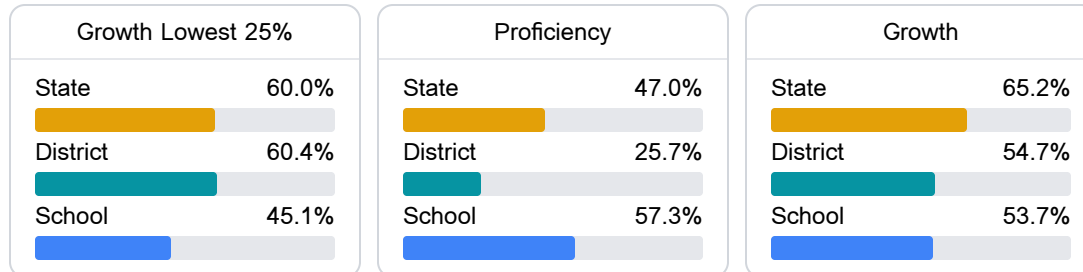 Growth Lowest 25%
State 60.0%
District 60.4%
School 45.1%
Proficiency
State 47.0%
District 25.7%
School 57.3%
Growth
State 65.2%
District 54.7%
School 53.7%